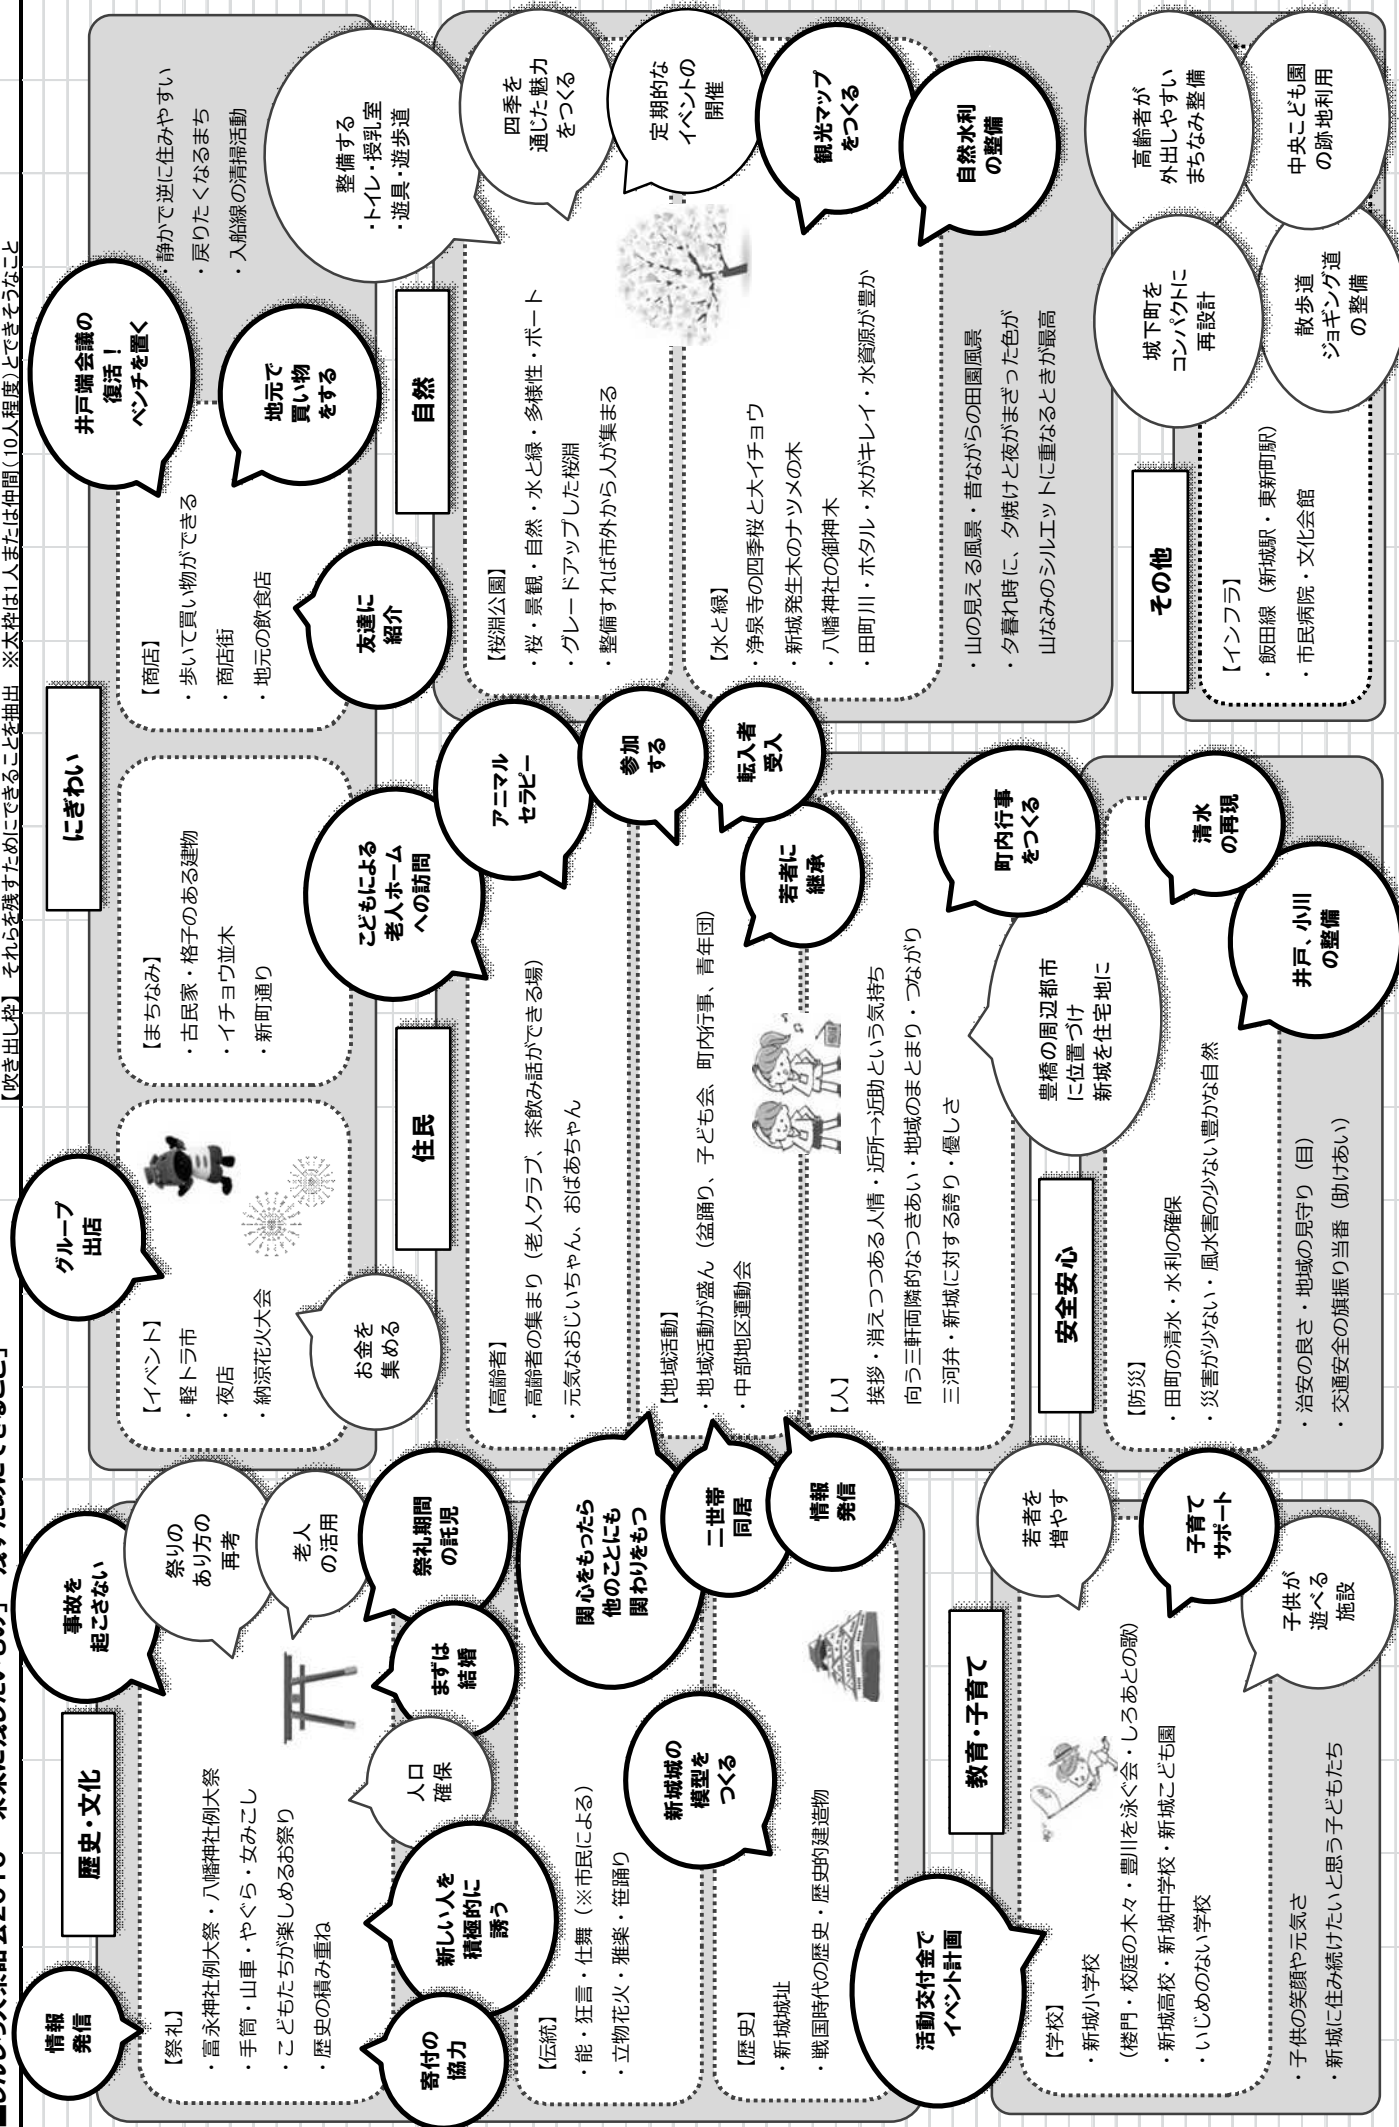 【吹き出し枠】 それらを残すためにできることを抽出 ※太枠は1人または仲間(10人程度)とできそうなこと
歴史・文化
情報
発信
事故を
起こさない
祭りの
あり方の
再考
老人
の活用
祭礼期間
の託児
まずは
結婚
人口
確保
新しい人を
積極的に
誘う
寄付の
協力
【祭礼】
・富永神社例大祭・八幡神社例大祭
・手筒・山車・やぐら・女みこし
・こどもたちが楽しめるお祭り
・歴史の積み重ね
【伝統】
・能・狂言・仕舞(※市民による)
・立物花火・雅楽・笹踊り
【歴史】
・新城城址
・戦国時代の歴史・歴史的建造物
新城城の
模型を
つくる
にぎわい
グループ
出店
【イベント】
・軽トラ市
・夜店
・納涼花火大会
お金を
集める
【まちなみ】
・古民家・格子のある建物
・イチョウ並木
・新町通り
【商店】
・歩いて買い物ができる
・商店街
・地元の飲食店
友達に
紹介
井戸端会議の
復活！
ベンチを置く
地元で
買い物
をする
・静かで逆に住みやすい
・戻りたくなるまち
・入船線の清掃活動
住民
こどもによる
老人ホーム
への訪問
アニマル
セラピー
【高齢者】
・高齢者の集まり(老人クラブ、茶飲み話ができる場)
・元気なおじいちゃん、おばあちゃん
参加
する
関心をもったら
他のことにも
関わりをもつ
【地域活動】
・地域活動が盛ん(盆踊り、子ども会、町内行事、青年団)
・中部地区運動会
転入者
受入
若者に
継承
二世帯
同居
情報
発信
【人】
挨拶・消えつつある人情・近所→近助という気持ち
向う三軒両隣的なつきあい・地域のまとまり・つながり
三河弁・新城に対する誇り・優しさ
町内行事
をつくる
豊橋の周辺都市
に位置づけ
新城を住宅地に
自然
整備する
・トイレ・授乳室
・遊具・遊歩道
四季を
通じた魅力
をつくる
定期的な
イベントの
開催
観光マップ
をつくる
自然水利
の整備
【桜淵公園】
・桜・景観・自然・水と緑・多様性・ボート
・グレードアップした桜淵
・整備すれば市外から人が集まる
【水と緑】
・浄泉寺の四季桜と大イチョウ
・新城発生木のナツメの木
・八幡神社の御神木
・田町川・ホタル・水がキレイ・水資源が豊か
・山の見える風景・昔ながらの田園風景
・夕暮れ時に、夕焼けと夜がまざった色が
山なみのシルエットに重なるときが最高
教育・子育て
活動交付金で
イベント計画
若者を
増やす
子育て
サポート
子供が
遊べる
施設
【学校】
・新城小学校
(楼門・校庭の木々・豊川を泳ぐ会・しろあとの歌)
・新城高校・新城中学校・新城こども園
・いじめのない学校
・子供の笑顔や元気さ
・新城に住み続けたいと思う子どもたち
安全安心
【防災】
・田町の清水・水利の確保
・災害が少ない・風水害の少ない豊かな自然
・治安の良さ・地域の見守り(目)
・交通安全の旗振り当番(助けあい)
清水
の再現
井戸、小川
の整備
その他
【インフラ】
・飯田線(新城駅・東新町駅)
・市民病院・文化会館
城下町を
コンパクトに
再設計
高齢者が
外出しやすい
まちなみ整備
散歩道
ジョギング道
の整備
中央こども園
の跡地利用